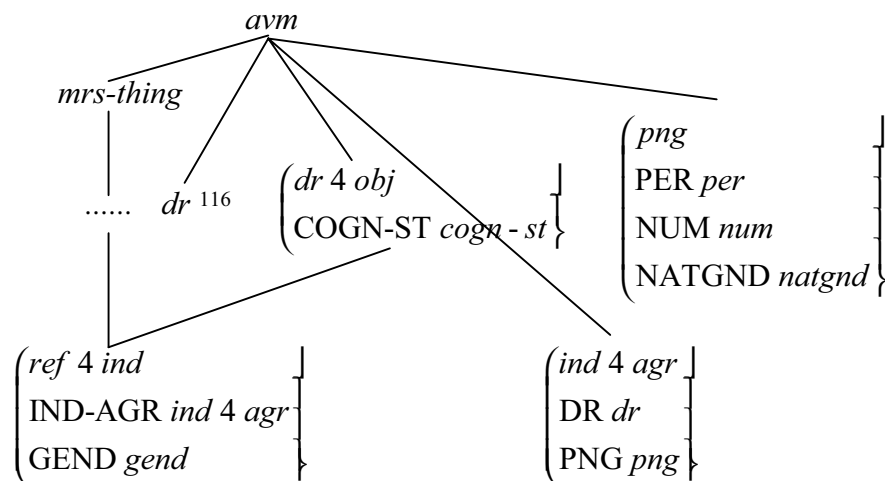 avm
mrs-thing
...... dr 116
dr 4 obj
COGN-ST cogn - st
png
PER per
NUM num
NATGND natgnd
ref 4 ind
IND-AGR ind 4 agr
GEND gend
ind 4 agr
DR dr
PNG png